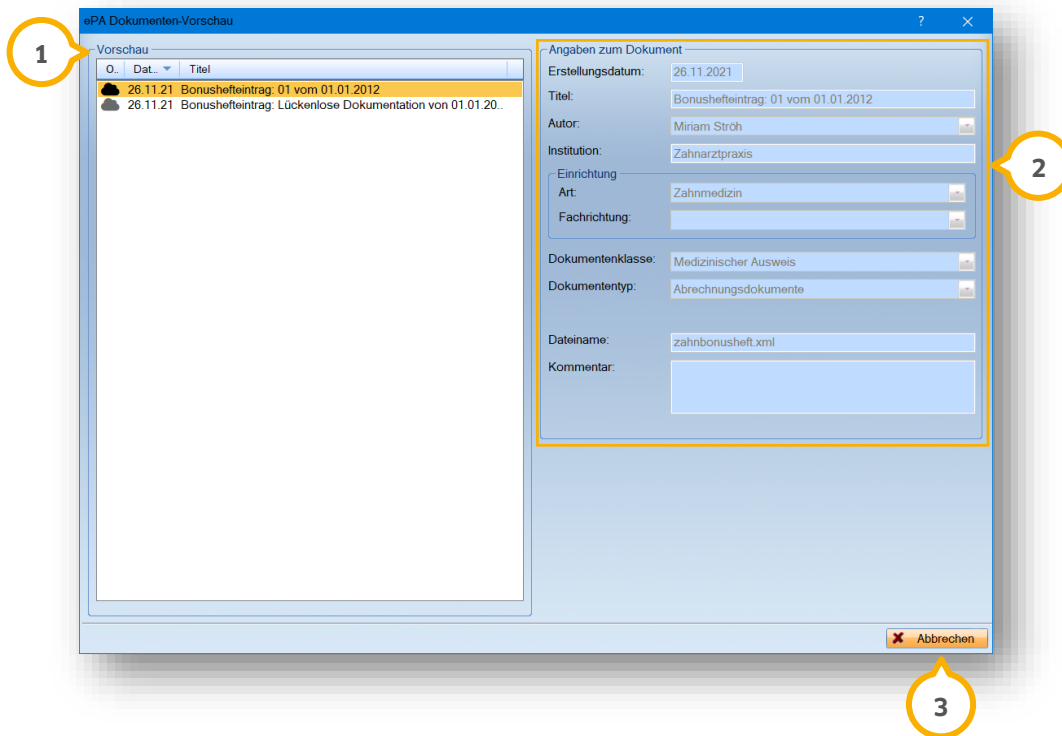 ePA Dokumenten-Vorschau ?
1
Vorschau
O.. Dat.. Titel
26.11.21 Bonushefteintrag: 01 vom 01.01.2012
26.11.21 Bonushefteintrag: Lückenlose Dokumentation von 01.01.20..
Angaben zum Dokument
Erstellungsdatum: 26.11.2021
Titel: Bonushefteintrag: 01 vom 01.01.2012
Autor: Miriam Ströh
Institution: Zahnarztpraxis
2
Einrichtung
Art: Zahnmedizin
Fachrichtung:
Dokumentenklasse: Medizinischer Ausweis
Dokumententyp: Abrechnungsdokumente
Dateiname: zahnbonusheft.xml
Kommentar:
Abbrechen
3